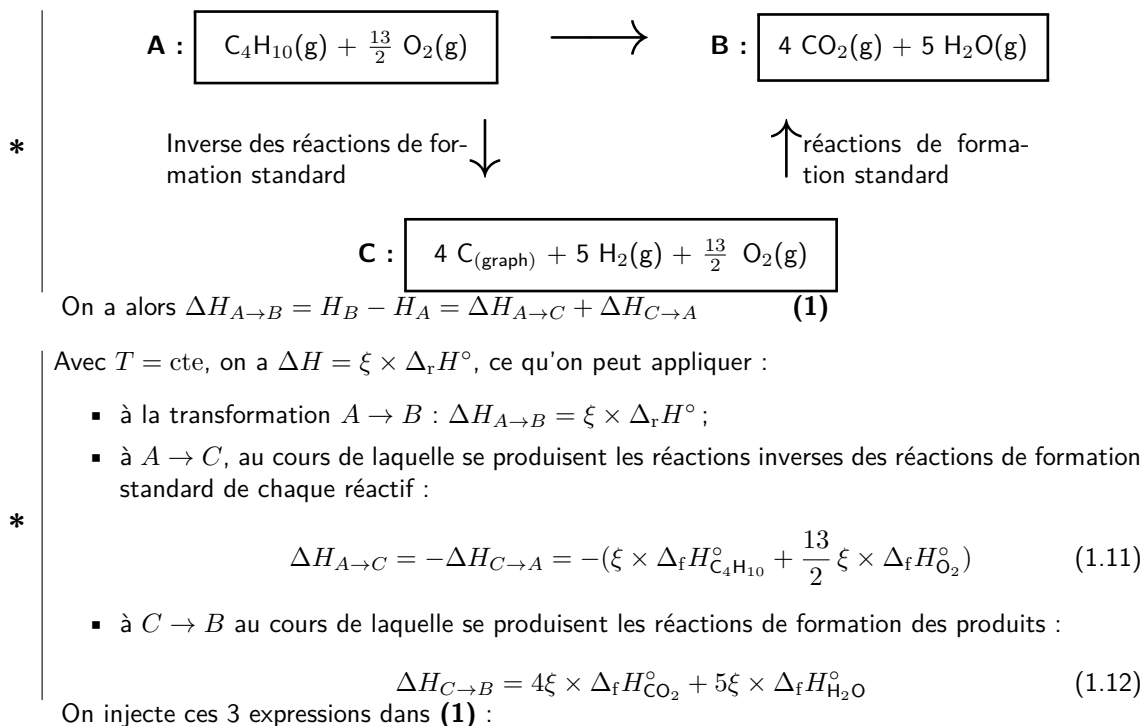 A : C₄H₁₀(g) + 13/2 O₂(g) ⟶ B : 4 CO₂(g) + 5 H₂O(g)
* Inverse des réactions de for- ↓ ↑ réactions de forma-
mation standard tion standard
C : 4 C(graph) + 5 H₂(g) + 13/2 O₂(g)
On a alors ΔH_{A→B} = H_B − H_A = ΔH_{A→C} + ΔH_{C→A} (1)
Avec T = cte, on a ΔH = ξ × Δ_rH°, ce qu'on peut appliquer :
▪ à la transformation A → B : ΔH_{A→B} = ξ × Δ_rH° ;
▪ à A → C, au cours de laquelle se produisent les réactions inverses des réactions de formation
standard de chaque réactif :
*
ΔH_{A→C} = −ΔH_{C→A} = −(ξ × Δ_fH°_{C₄H₁₀} + 13/2 ξ × Δ_fH°_{O₂}) (1.11)
▪ à C → B au cours de laquelle se produisent les réactions de formation des produits :
ΔH_{C→B} = 4ξ × Δ_fH°_{CO₂} + 5ξ × Δ_fH°_{H₂O} (1.12)
On injecte ces 3 expressions dans (1) :